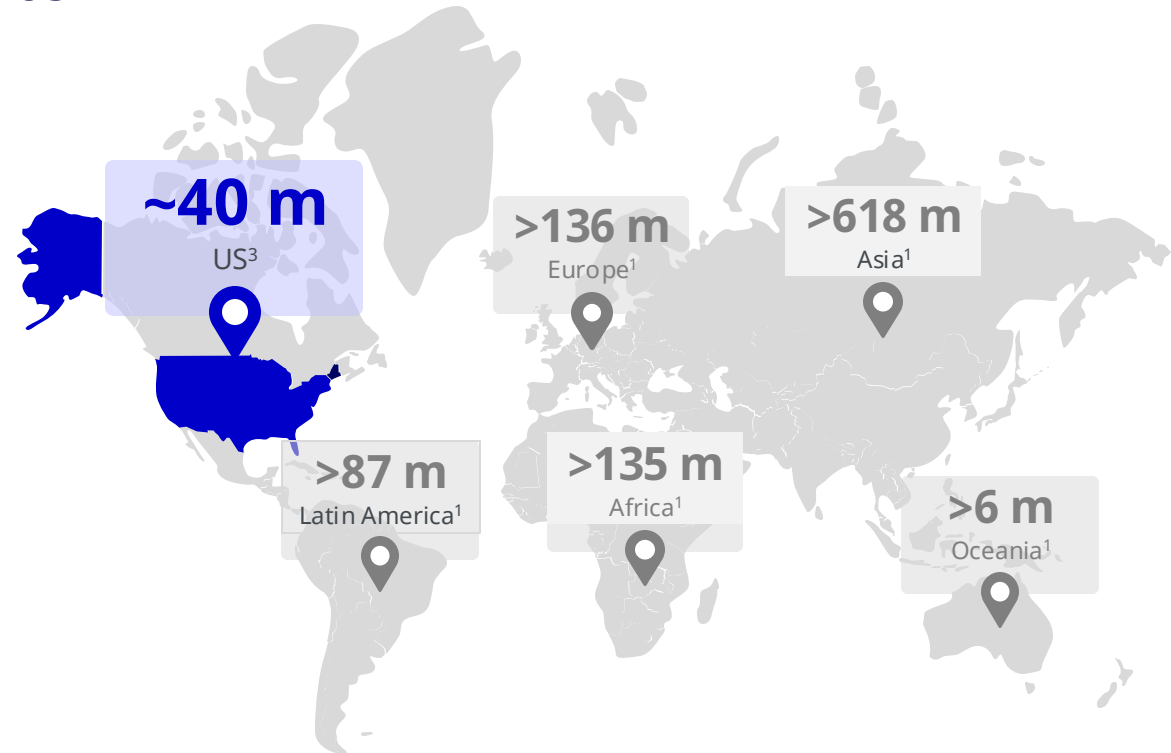 ~40 m
US³
>136 m
Europe¹
>618 m
Asia¹
>87 m
Latin America¹
>135 m
Africa¹
>6 m
Oceania¹